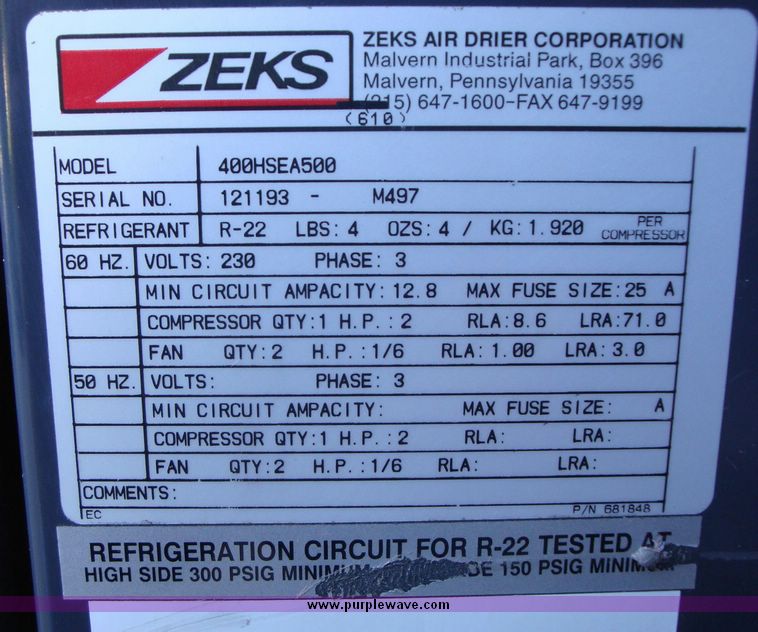 ZEKS
ZEKS AIR DRIER CORPORATION
Malvern Industrial Park, Box 396
Malvern, Pennsylvania 19355
(215) 647-1600-FAX 647-9199
(610)
MODEL 400HSEA500
SERIAL NO. 121193 - M497
REFRIGERANT R-22 LBS: 4 OZS: 4 / KG: 1.920 PER COMPRESSOR
60 HZ. VOLTS: 230 PHASE: 3
MIN CIRCUIT AMPACITY: 12.8 MAX FUSE SIZE: 25 A
COMPRESSOR QTY: 1 H.P. : 2 RLA: 8.6 LRA: 71.0
FAN QTY: 2 H.P. : 1/6 RLA: 1.00 LRA: 3.0
50 HZ. VOLTS: PHASE: 3
MIN CIRCUIT AMPACITY: MAX FUSE SIZE: A
COMPRESSOR QTY: 1 H.P. : 2 RLA: LRA:
FAN QTY: 2 H.P. : 1/6 RLA: LRA:
COMMENTS:
EC P/N 681848
REFRIGERATION CIRCUIT FOR R-22 TESTED AT
HIGH SIDE 300 PSIG MINIMUM 150 PSIG MINIMUM
www.purplewave.com